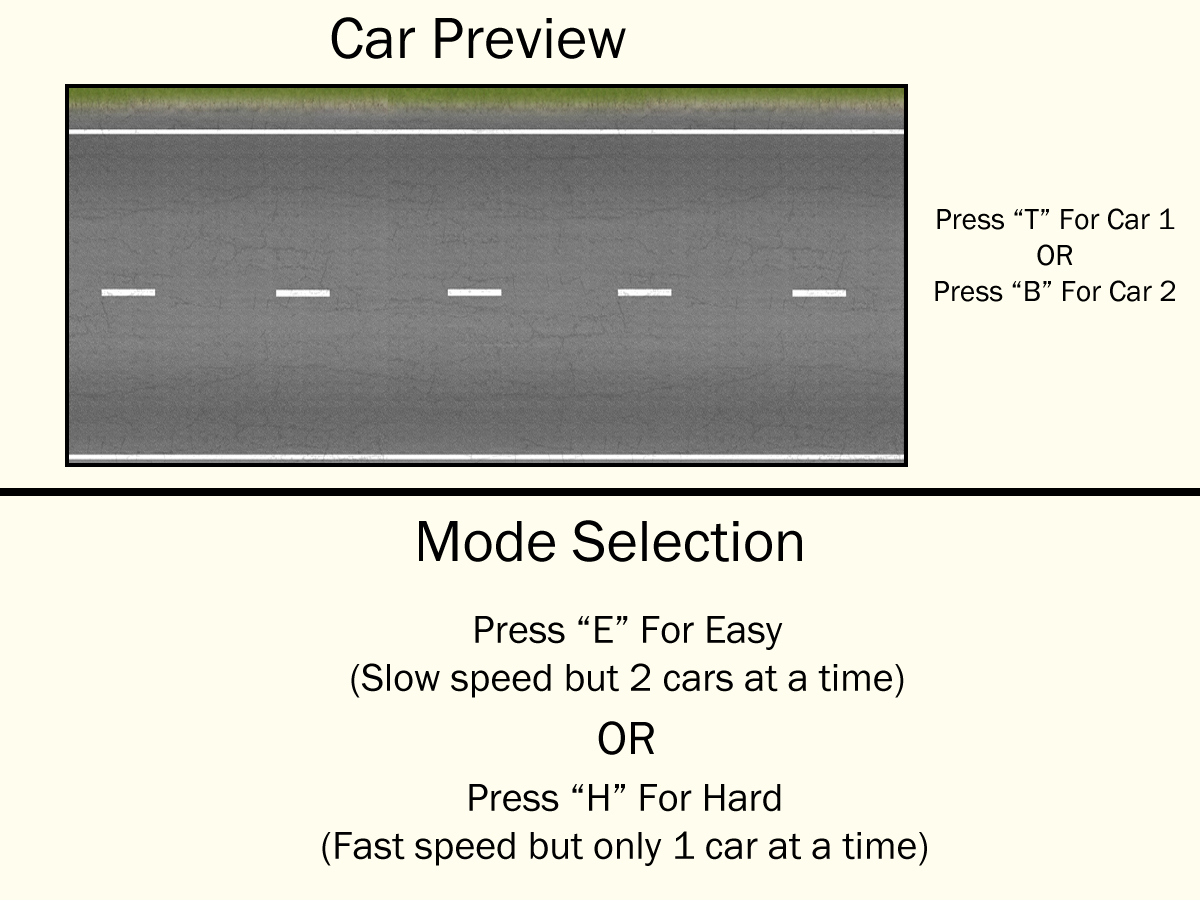 Car Preview
Press “T” For Car 1
OR
Press “B” For Car 2
Mode Selection
Press “E” For Easy
(Slow speed but 2 cars at a time)
OR
Press “H” For Hard
(Fast speed but only 1 car at a time)